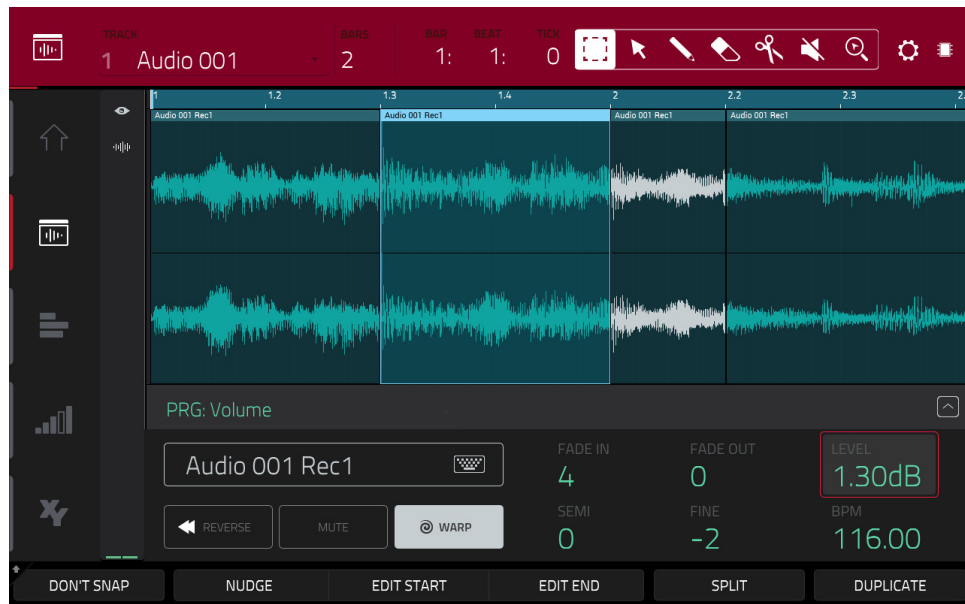 TRACK BARS BAR BEAT TICK
1 Audio 001 2 1: 1: 0
1 1.2 1.3 1.4 2 2.2 2.3 2.
Audio 001 Rec1 Audio 001 Rec1 Audio 001 Rec1 Audio 001 Rec1
PRG: Volume
Audio 001 Rec1
FADE IN FADE OUT LEVEL
4 0 1.30dB
REVERSE MUTE WARP
SEMI FINE BPM
0 -2 116.00
XY
DON'T SNAP NUDGE EDIT START EDIT END SPLIT DUPLICATE